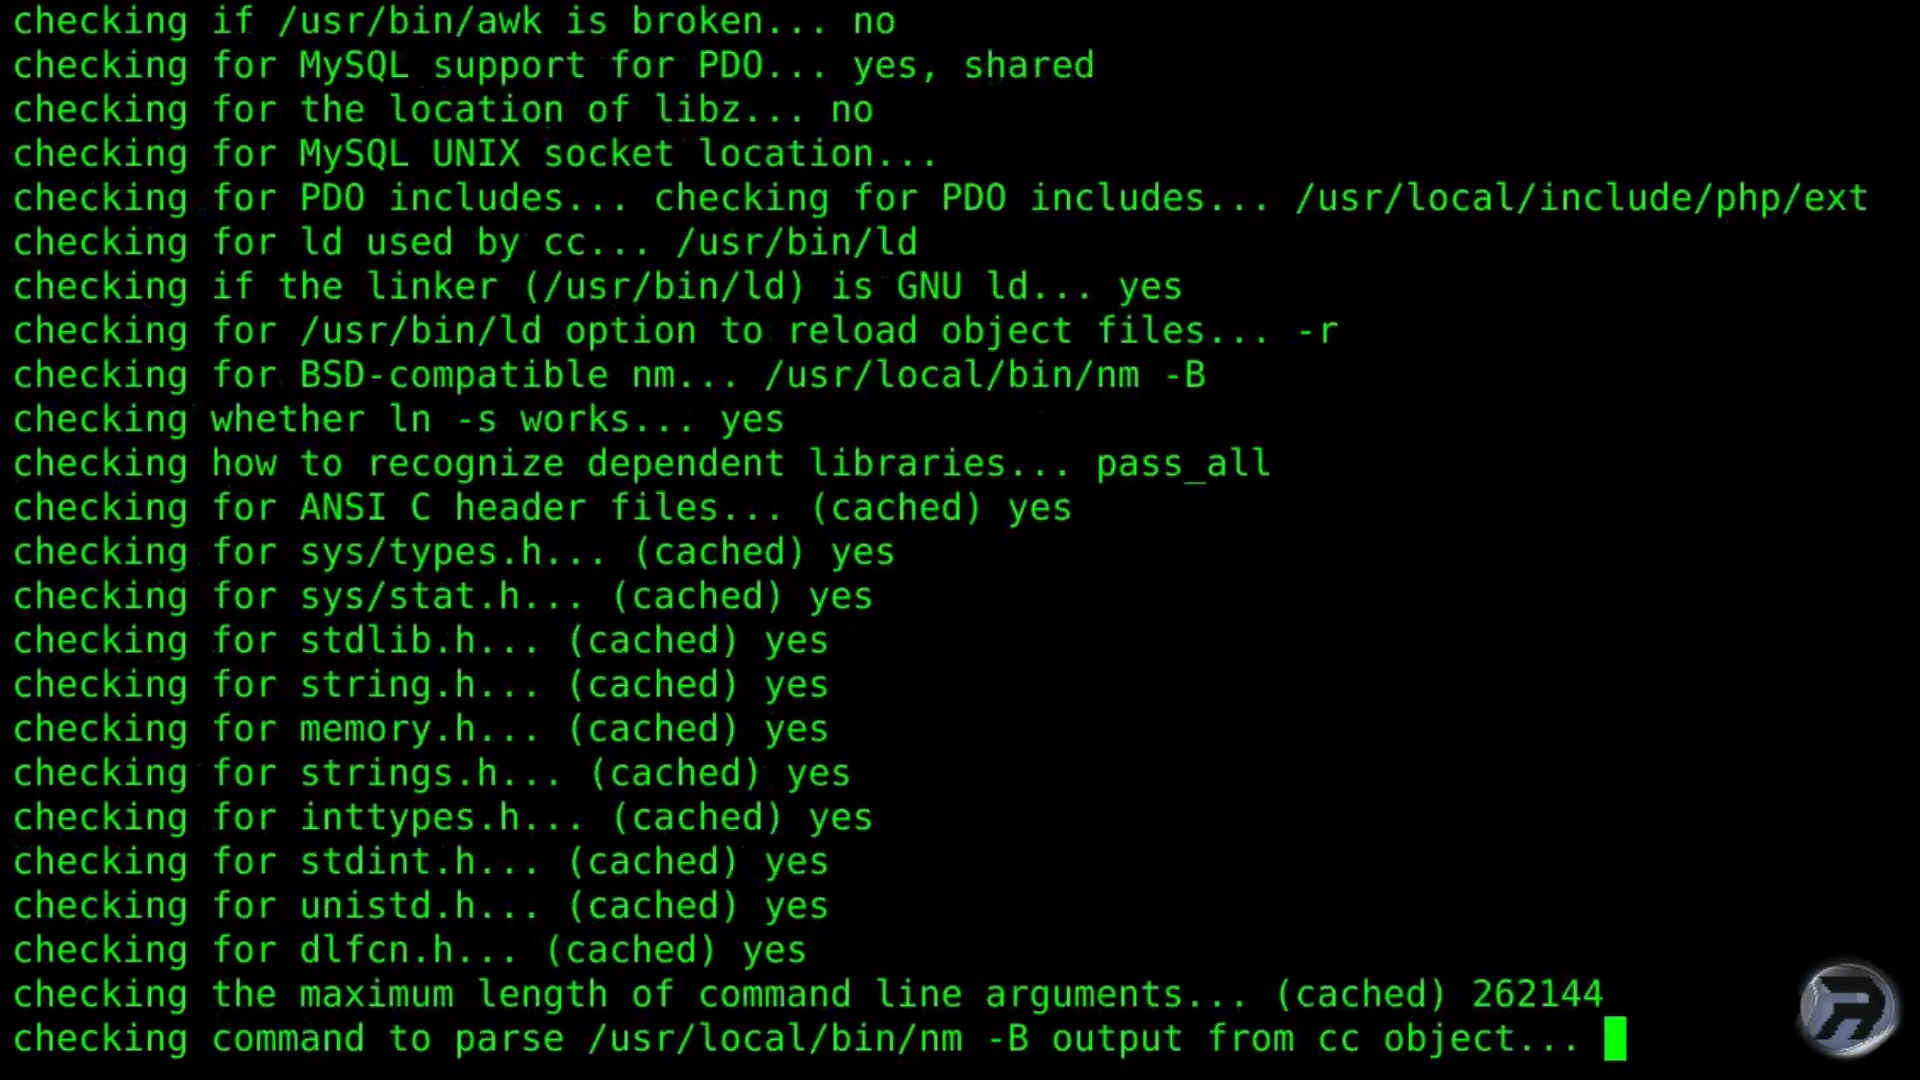 checking if /usr/bin/awk is broken... no
checking for MySQL support for PDO... yes, shared
checking for the location of libz... no
checking for MySQL UNIX socket location...
checking for PDO includes... checking for PDO includes... /usr/local/include/php/ext
checking for ld used by cc... /usr/bin/ld
checking if the linker (/usr/bin/ld) is GNU ld... yes
checking for /usr/bin/ld option to reload object files... -r
checking for BSD-compatible nm... /usr/local/bin/nm -B
checking whether ln -s works... yes
checking how to recognize dependent libraries... pass_all
checking for ANSI C header files... (cached) yes
checking for sys/types.h... (cached) yes
checking for sys/stat.h... (cached) yes
checking for stdlib.h... (cached) yes
checking for string.h... (cached) yes
checking for memory.h... (cached) yes
checking for strings.h... (cached) yes
checking for inttypes.h... (cached) yes
checking for stdint.h... (cached) yes
checking for unistd.h... (cached) yes
checking for dlfcn.h... (cached) yes
checking the maximum length of command line arguments... (cached) 262144
checking command to parse /usr/local/bin/nm -B output from cc object...